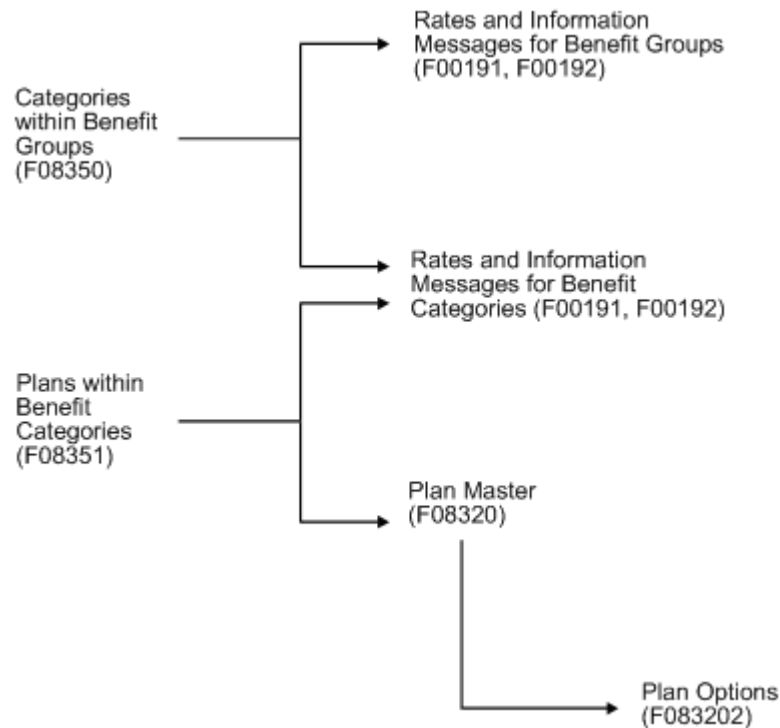 Rates and Information
Messages for Benefit Groups
(F00191, F00192)
Categories
within Benefit
Groups
(F08350)
Rates and Information
Messages for Benefit
Categories (F00191, F00192)
Plans within
Benefit
Categories
(F08351)
Plan Master
(F08320)
Plan Options
(F083202)